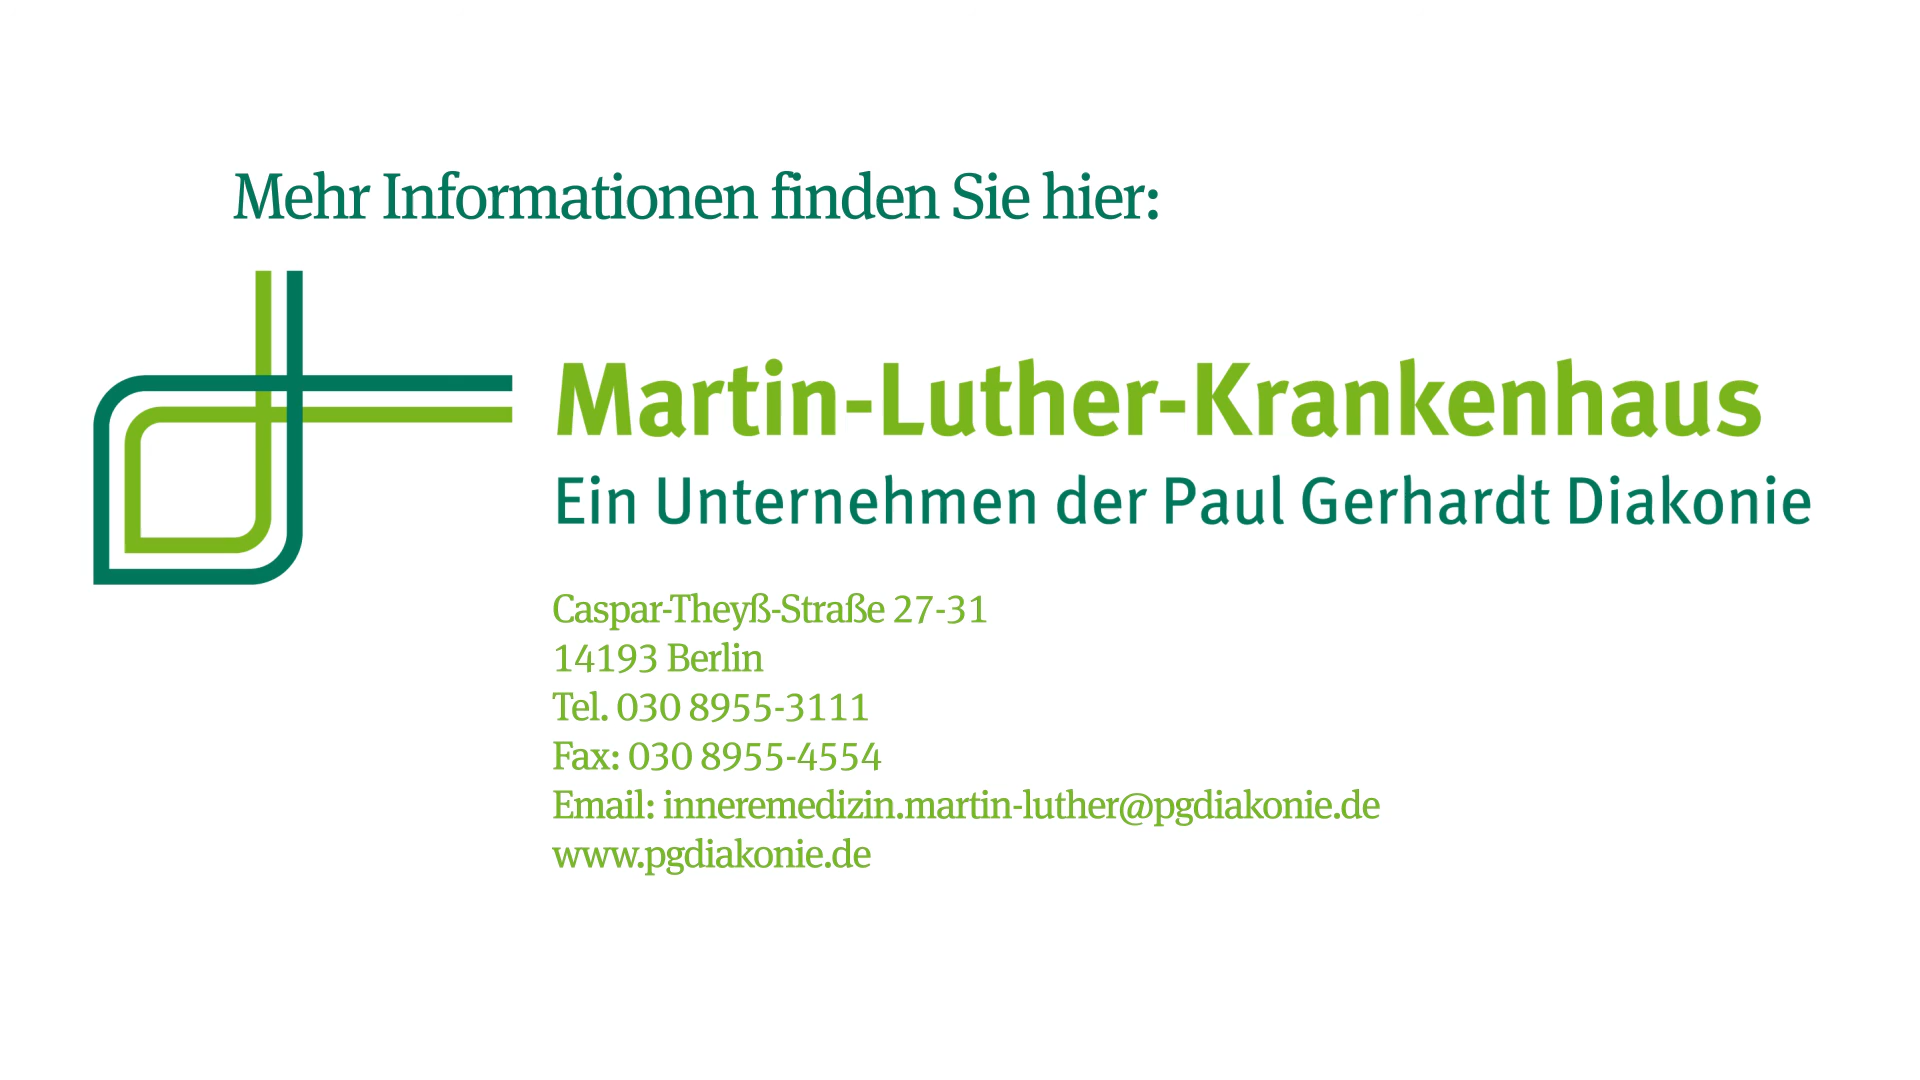 Mehr Informationen finden Sie hier:
Martin-Luther-Krankenhaus
Ein Unternehmen der Paul Gerhardt Diakonie
Caspar-Theyß-Straße 27-31
14193 Berlin
Tel. 030 8955-3111
Fax: 030 8955-4554
Email: inneremedizin.martin-luther@pgdiakonie.de
www.pgdiakonie.de